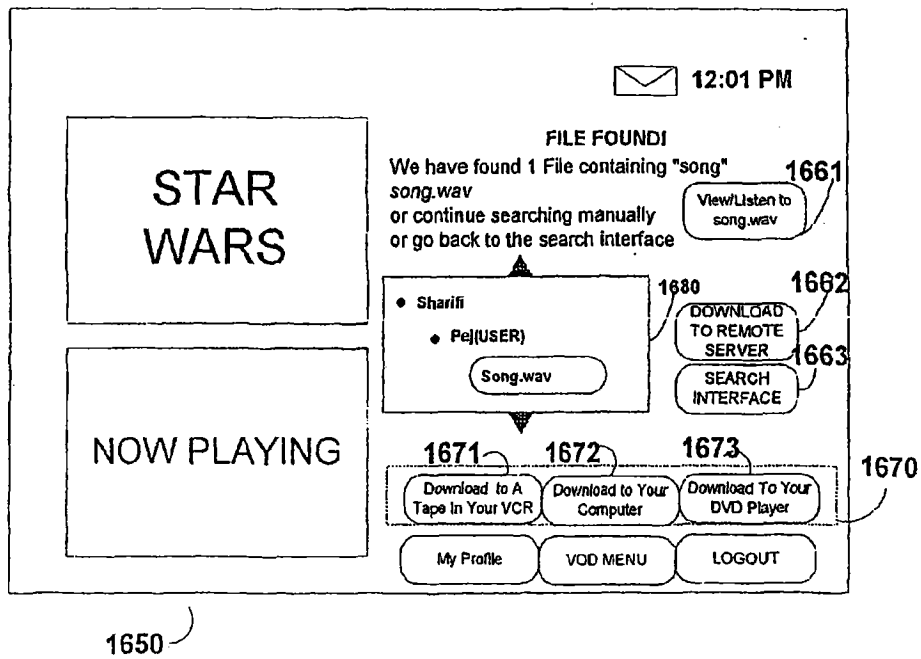 12:01 PM
STAR
WARS
FILE FOUND!
We have found 1 File containing "song"
song.wav
or continue searching manually
or go back to the search interface
1661
View/Listen to
song.wav
1680
Sharifi
Pej(USER)
Song.wav
1662
DOWNLOAD
TO REMOTE
SERVER
1663
SEARCH
INTERFACE
NOW PLAYING
1671
1672
1673
1670
Download to A
Tape In Your VCR
Download to Your
Computer
Download To Your
DVD Player
My Profile
VOD MENU
LOGOUT
1650